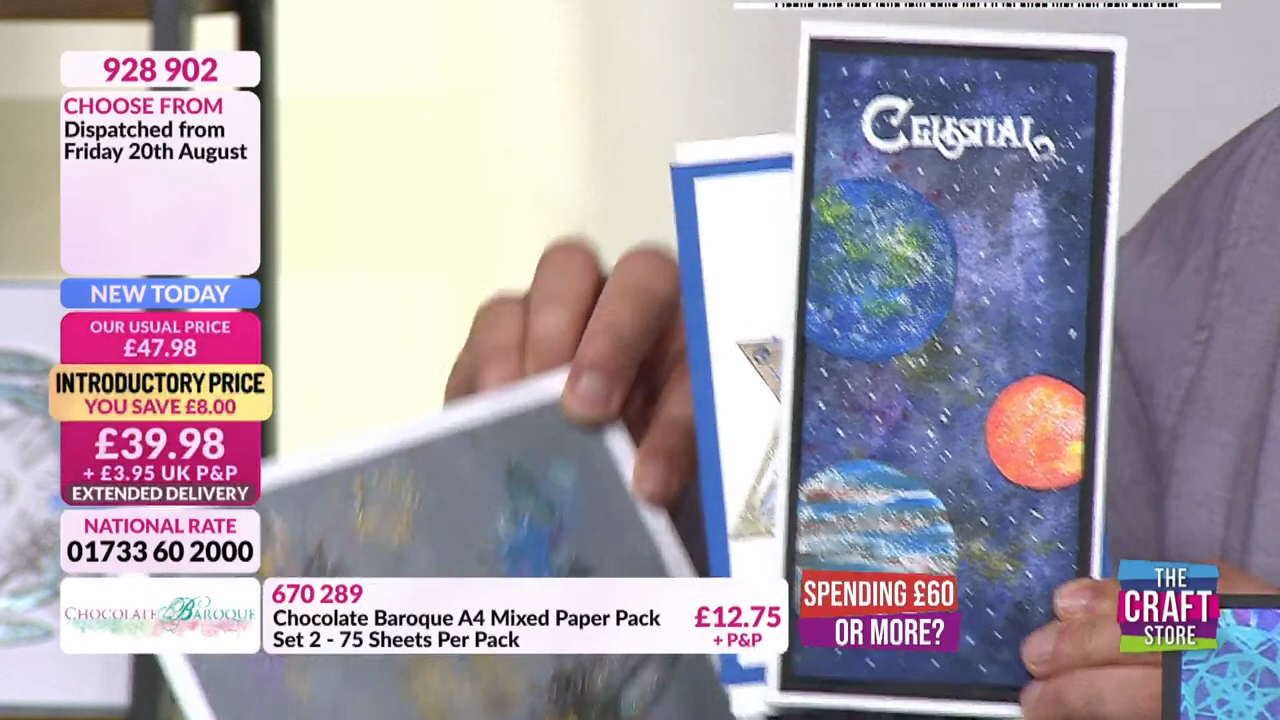 928 902
CHOOSE FROM
Dispatched from
Friday 20th August
NEW TODAY
OUR USUAL PRICE
£47.98
INTRODUCTORY PRICE
YOU SAVE £8.00
£39.98
+ £3.95 UK P&P
EXTENDED DELIVERY
NATIONAL RATE
01733 60 2000
CHOCOLATE BAROQUE
670 289
Chocolate Baroque A4 Mixed Paper Pack
Set 2 - 75 Sheets Per Pack
£12.75
+ P&P
CELESTIAL
SPENDING £60
OR MORE?
THE
CRAFT
STORE